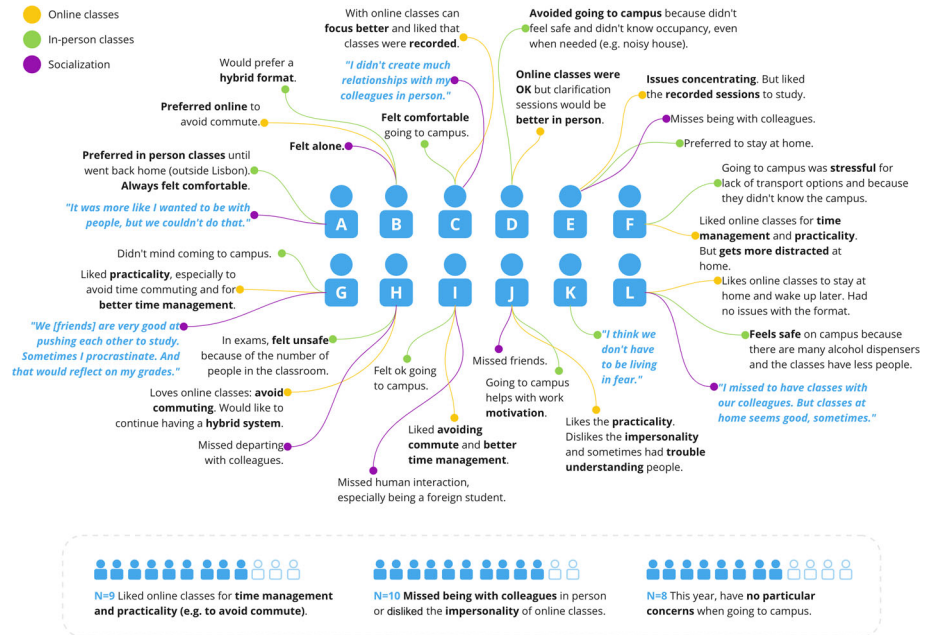 Online classes
In-person classes
Socialization
With online classes can
focus better and liked that
classes were recorded.
"I didn't create much
relationships with my
colleagues in person."
Avoided going to campus because didn't
feel safe and didn't know occupancy, even
when needed (e.g. noisy house).
Would prefer a
hybrid format.
Preferred online to
avoid commute.
Felt alone.
Felt comfortable
going to campus.
Online classes were
OK but clarification
sessions would be
better in person.
Issues concentrating. But liked
the recorded sessions to study.
Misses being with colleagues.
Preferred to stay at home.
Preferred in person classes until
went back home (outside Lisbon).
Always felt comfortable.
"It was more like I wanted to be with
people, but we couldn't do that."
Going to campus was stressful for
lack of transport options and because
they didn't know the campus.
Liked online classes for time
management and practicality.
But gets more distracted at
home.
A
B
C
D
E
F
G
H
I
J
K
L
Didn't mind coming to campus.
Liked practicality, especially to
avoid time commuting and for
better time management.
"We [friends] are very good at
pushing each other to study.
Sometimes I procrastinate. And
that would reflect on my grades."
In exams, felt unsafe
because of the number of
people in the classroom.
Loves online classes: avoid
commuting. Would like to
continue having a hybrid system.
Missed departing
with colleagues.
Felt ok going
to campus.
Liked avoiding
commute and better
time management.
Missed human interaction,
especially being a foreign student.
Missed friends.
Going to campus
helps with work
motivation.
Likes the practicality.
Dislikes the impersonality
and sometimes had trouble
understanding people.
"I think we
don't have
to be living
in fear."
Likes online classes to stay at
home and wake up later. Had
no issues with the format.
Feels safe on campus because
there are many alcohol dispensers
and the classes have less people.
"I missed to have classes with
our colleagues. But classes at
home seems good, sometimes."
N=9 Liked online classes for time management
and practicality (e.g. to avoid commute).
N=10 Missed being with colleagues in person
or disliked the impersonality of online classes.
N=8 This year, have no particular
concerns when going to campus.